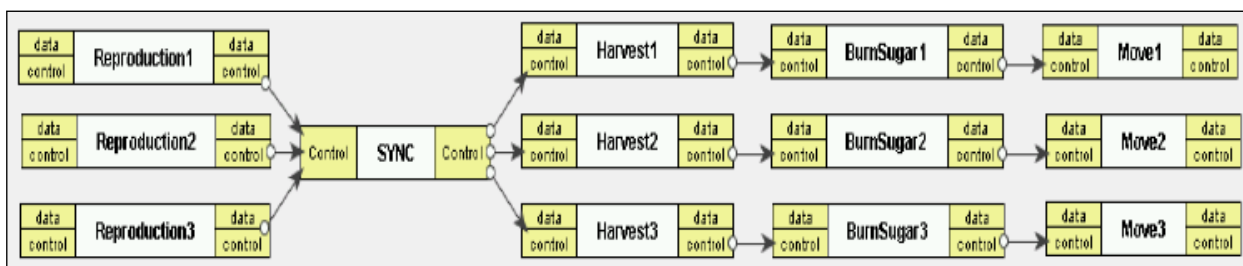 data Reproduction1 data
control control
data Harvest1 data
control control
data BurnSugar1 data
control control
data Move1 data
control control
data Reproduction2 data
control control
Control SYNC Control
data Harvest2 data
control control
data BurnSugar2 data
control control
data Move2 data
control control
data Reproduction3 data
control control
data Harvest3 data
control control
data BurnSugar3 data
control control
data Move3 data
control control